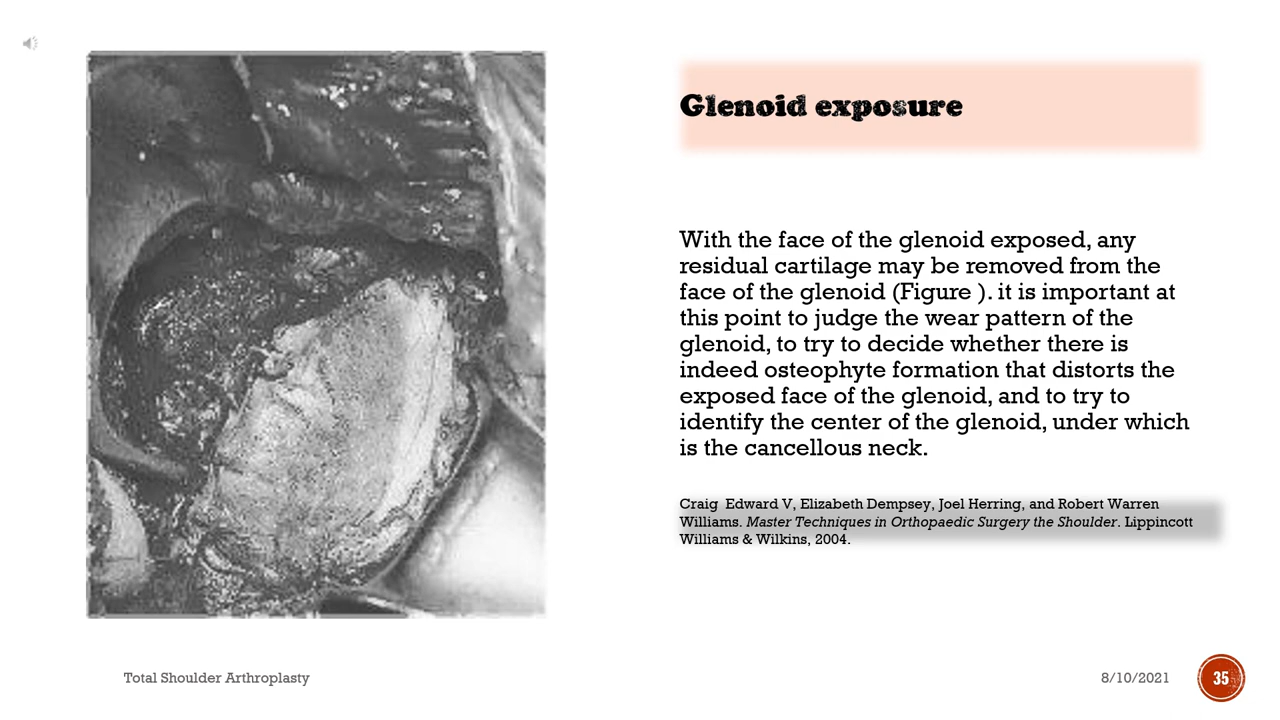 Glenoid exposure
With the face of the glenoid exposed, any
residual cartilage may be removed from the
face of the glenoid (Figure ). it is important at
this point to judge the wear pattern of the
glenoid, to try to decide whether there is
indeed osteophyte formation that distorts the
exposed face of the glenoid, and to try to
identify the center of the glenoid, under which
is the cancellous neck.
Craig Edward V, Elizabeth Dempsey, Joel Herring, and Robert Warren
Williams. Master Techniques in Orthopaedic Surgery the Shoulder. Lippincott
Williams & Wilkins, 2004.
Total Shoulder Arthroplasty
8/10/2021
35